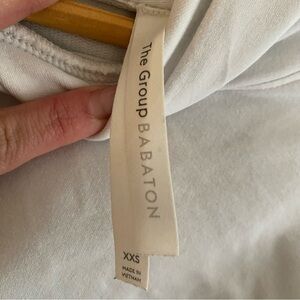 The Group BABATON
XXS
MADE IN
VIETNAM